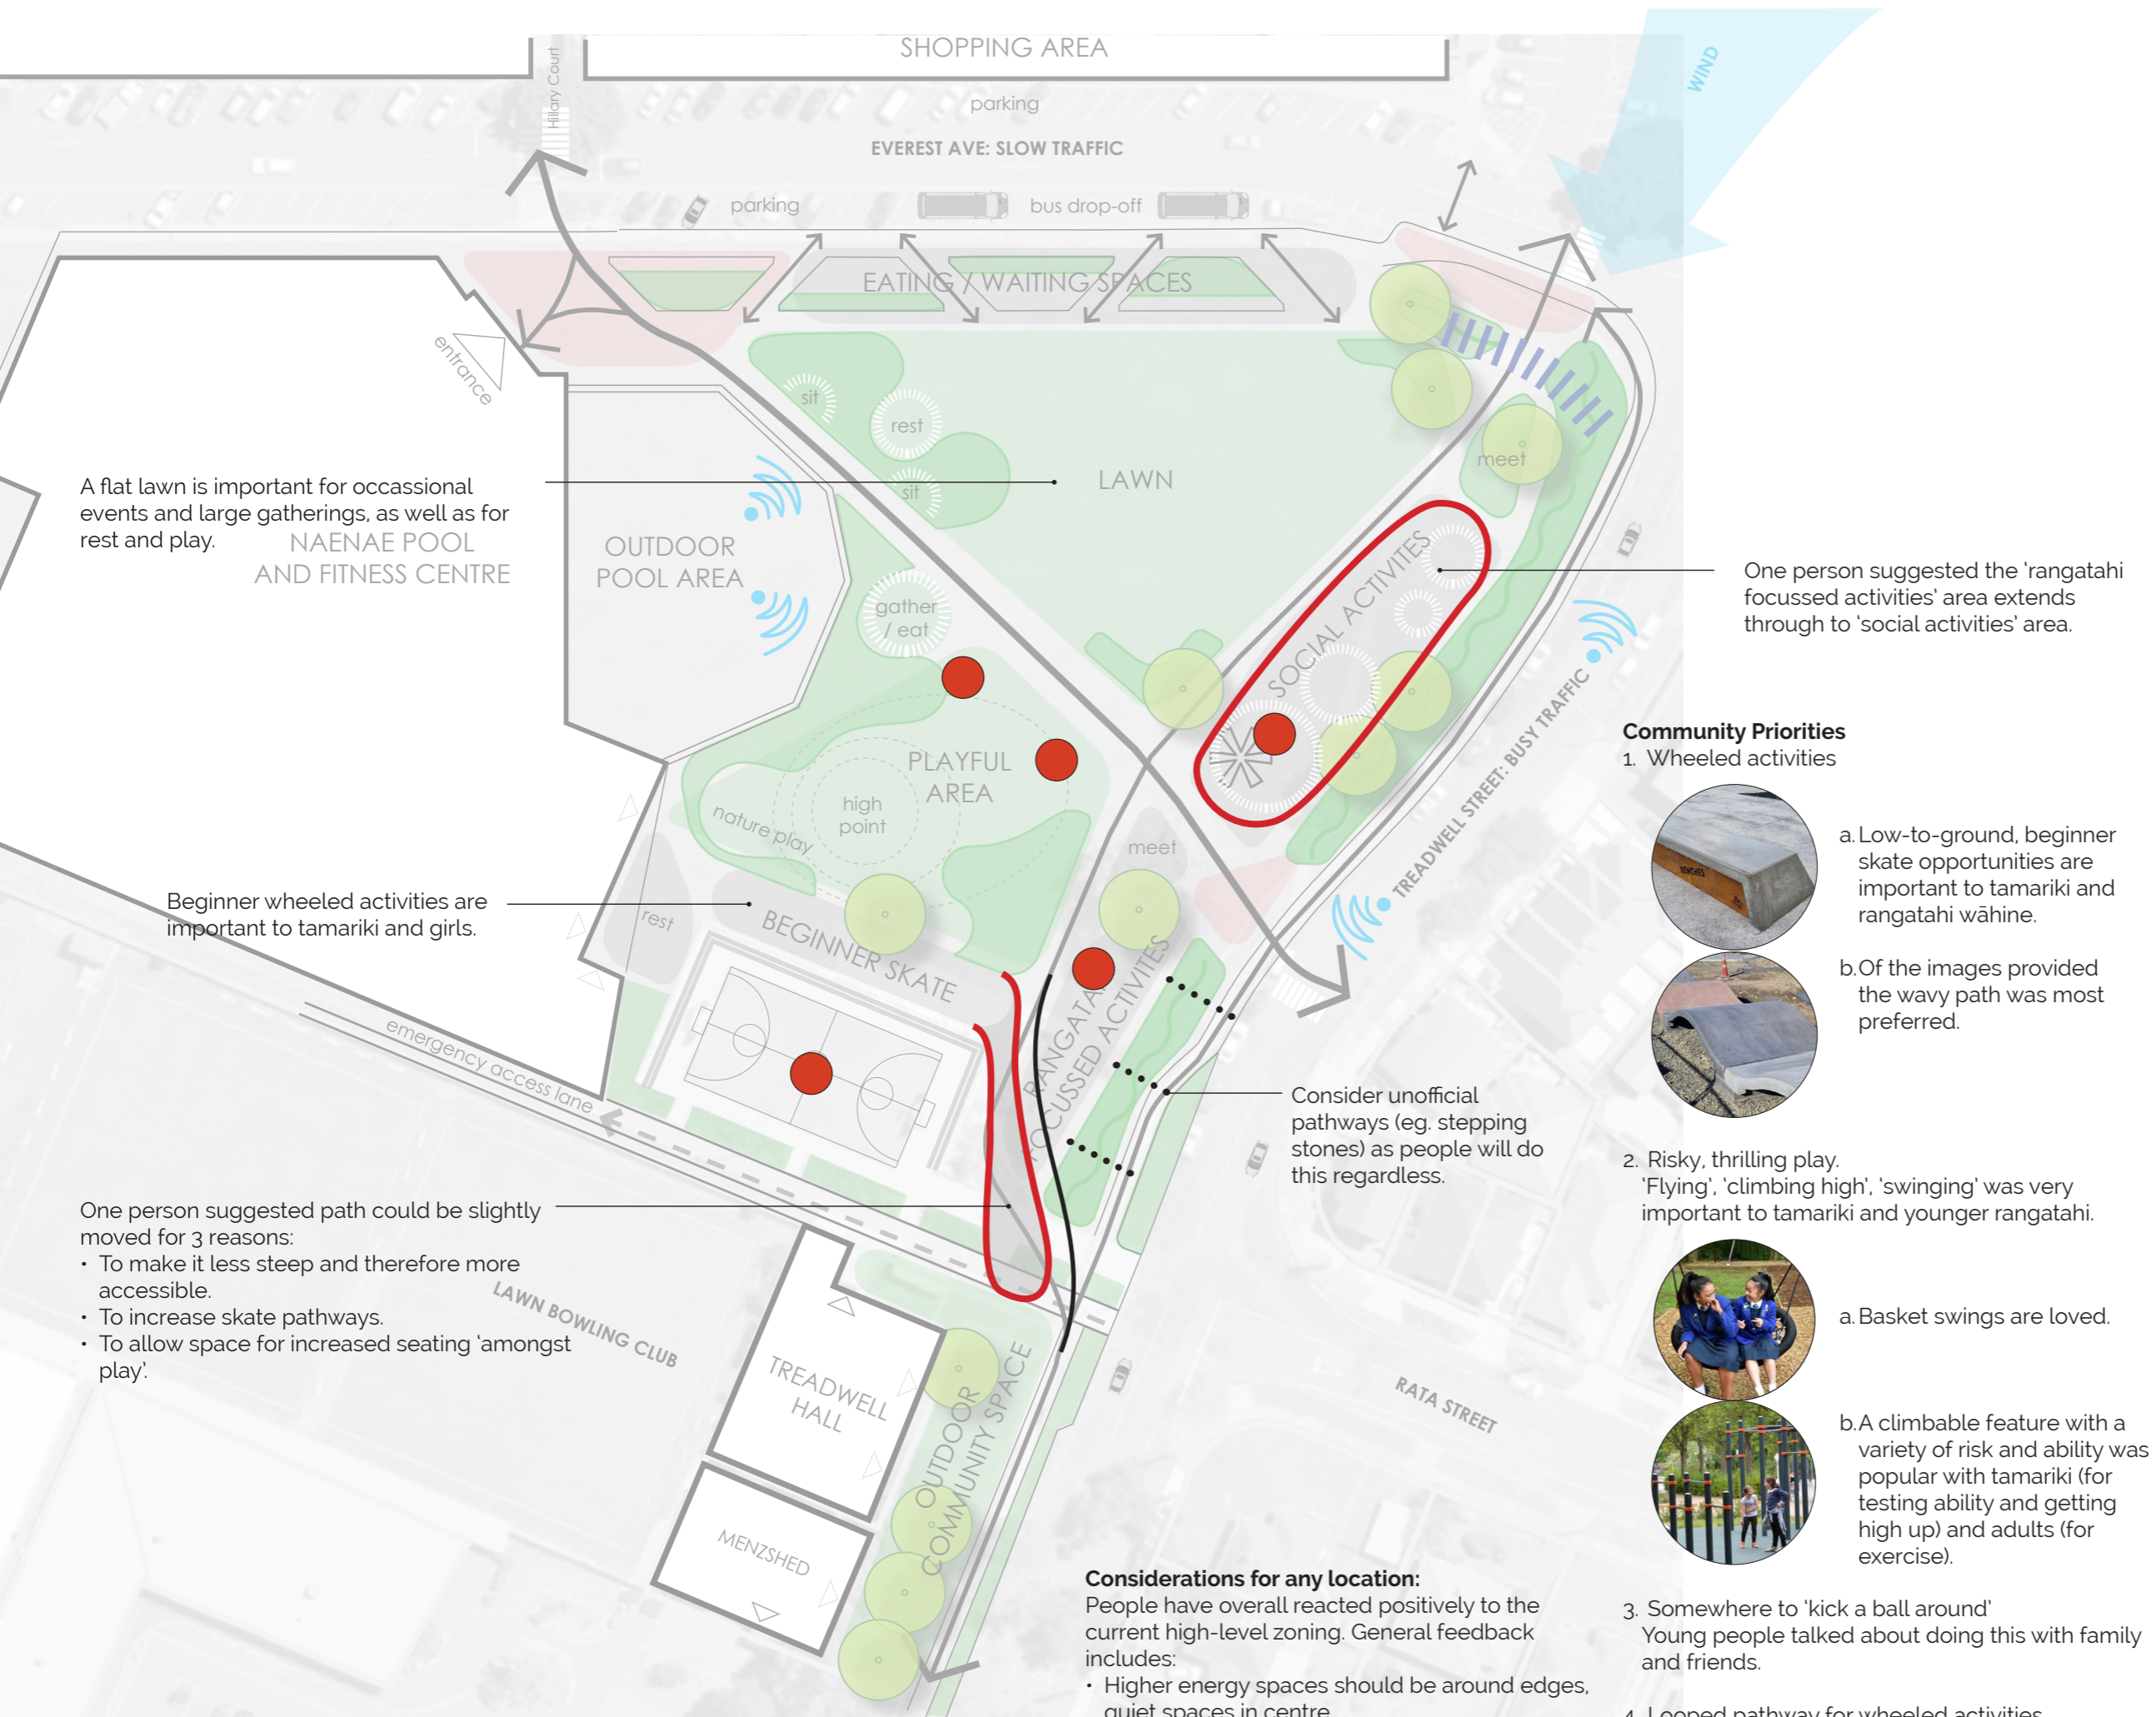 SHOPPING AREA
Hillary Court
parking
WIND
EVEREST AVE: SLOW TRAFFIC
parking
bus drop-off
EATING / WAITING SPACES
entrance
sit
rest
sit
LAWN
meet
A flat lawn is important for occassional
events and large gatherings, as well as for
rest and play.
NAENAE POOL
AND FITNESS CENTRE
OUTDOOR
POOL AREA
gather
/ eat
SOCIAL ACTIVITIES
One person suggested the ‘rangatahi
focussed activities’ area extends
through to ‘social activities’ area.
TREADWELL STREET: BUSY TRAFFIC
PLAYFUL
AREA
high
point
nature play
meet
rest
Beginner wheeled activities are
important to tamariki and girls.
BEGINNER SKATE
FOCUSSED ACTIVITES
emergency access lane
Consider unofficial
pathways (eg. stepping
stones) as people will do
this regardless.
One person suggested path could be slightly
moved for 3 reasons:
• To make it less steep and therefore more
accessible.
• To increase skate pathways.
• To allow space for increased seating ‘amongst
play’.
LAWN BOWLING CLUB
TREADWELL
HALL
MENZSHED
OUTDOOR
COMMUNITY SPACE
RATA STREET
Considerations for any location:
People have overall reacted positively to the
current high-level zoning. General feedback
includes:
• Higher energy spaces should be around edges,
quiet spaces in centre
Community Priorities
1. Wheeled activities
BENCHES
a. Low-to-ground, beginner
skate opportunities are
important to tamariki and
rangatahi wāhine.
b. Of the images provided
the wavy path was most
preferred.
2. Risky, thrilling play.
‘Flying’, ‘climbing high’, ‘swinging’ was very
important to tamariki and younger rangatahi.
a. Basket swings are loved.
b. A climbable feature with a
variety of risk and ability was
popular with tamariki (for
testing ability and getting
high up) and adults (for
exercise).
3. Somewhere to ‘kick a ball around’
Young people talked about doing this with family
and friends.
4. Looped pathway for wheeled activities